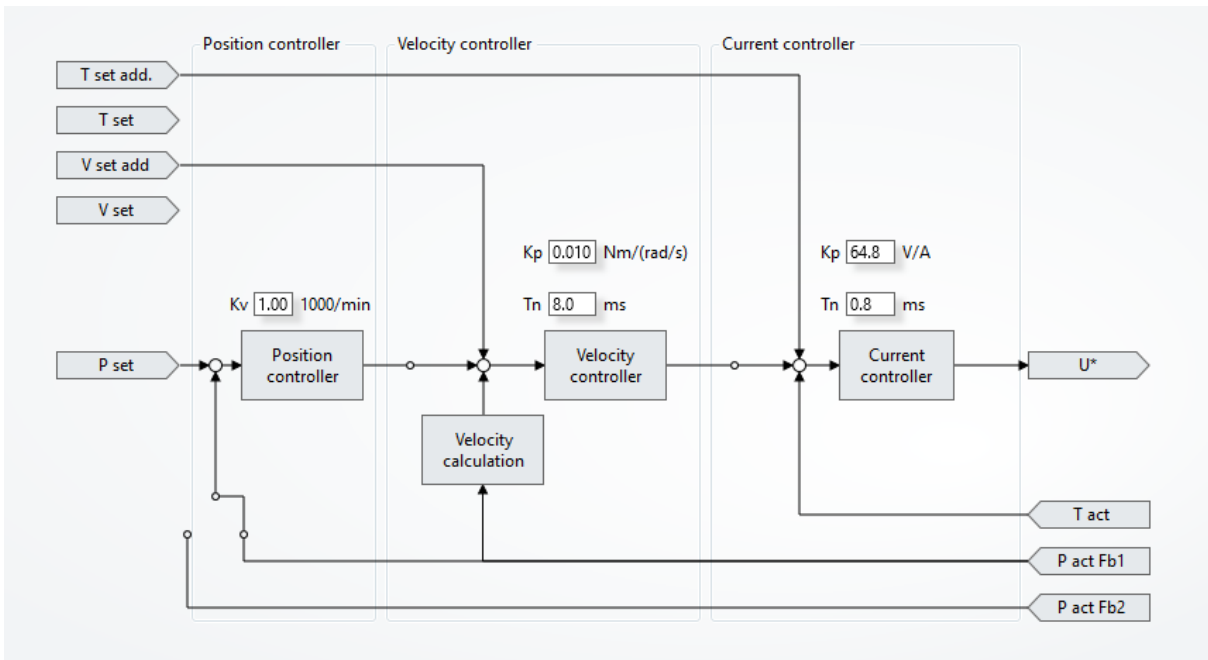 Position controller
Velocity controller
Current controller
T set add.
T set
V set add
V set
Kp 0.010 Nm/(rad/s)
Kp 64.8 V/A
Kv 1.00 1000/min
Tn 8.0 ms
Tn 0.8 ms
P set
Position
controller
Velocity
controller
Current
controller
U*
Velocity
calculation
T act
P act Fb1
P act Fb2